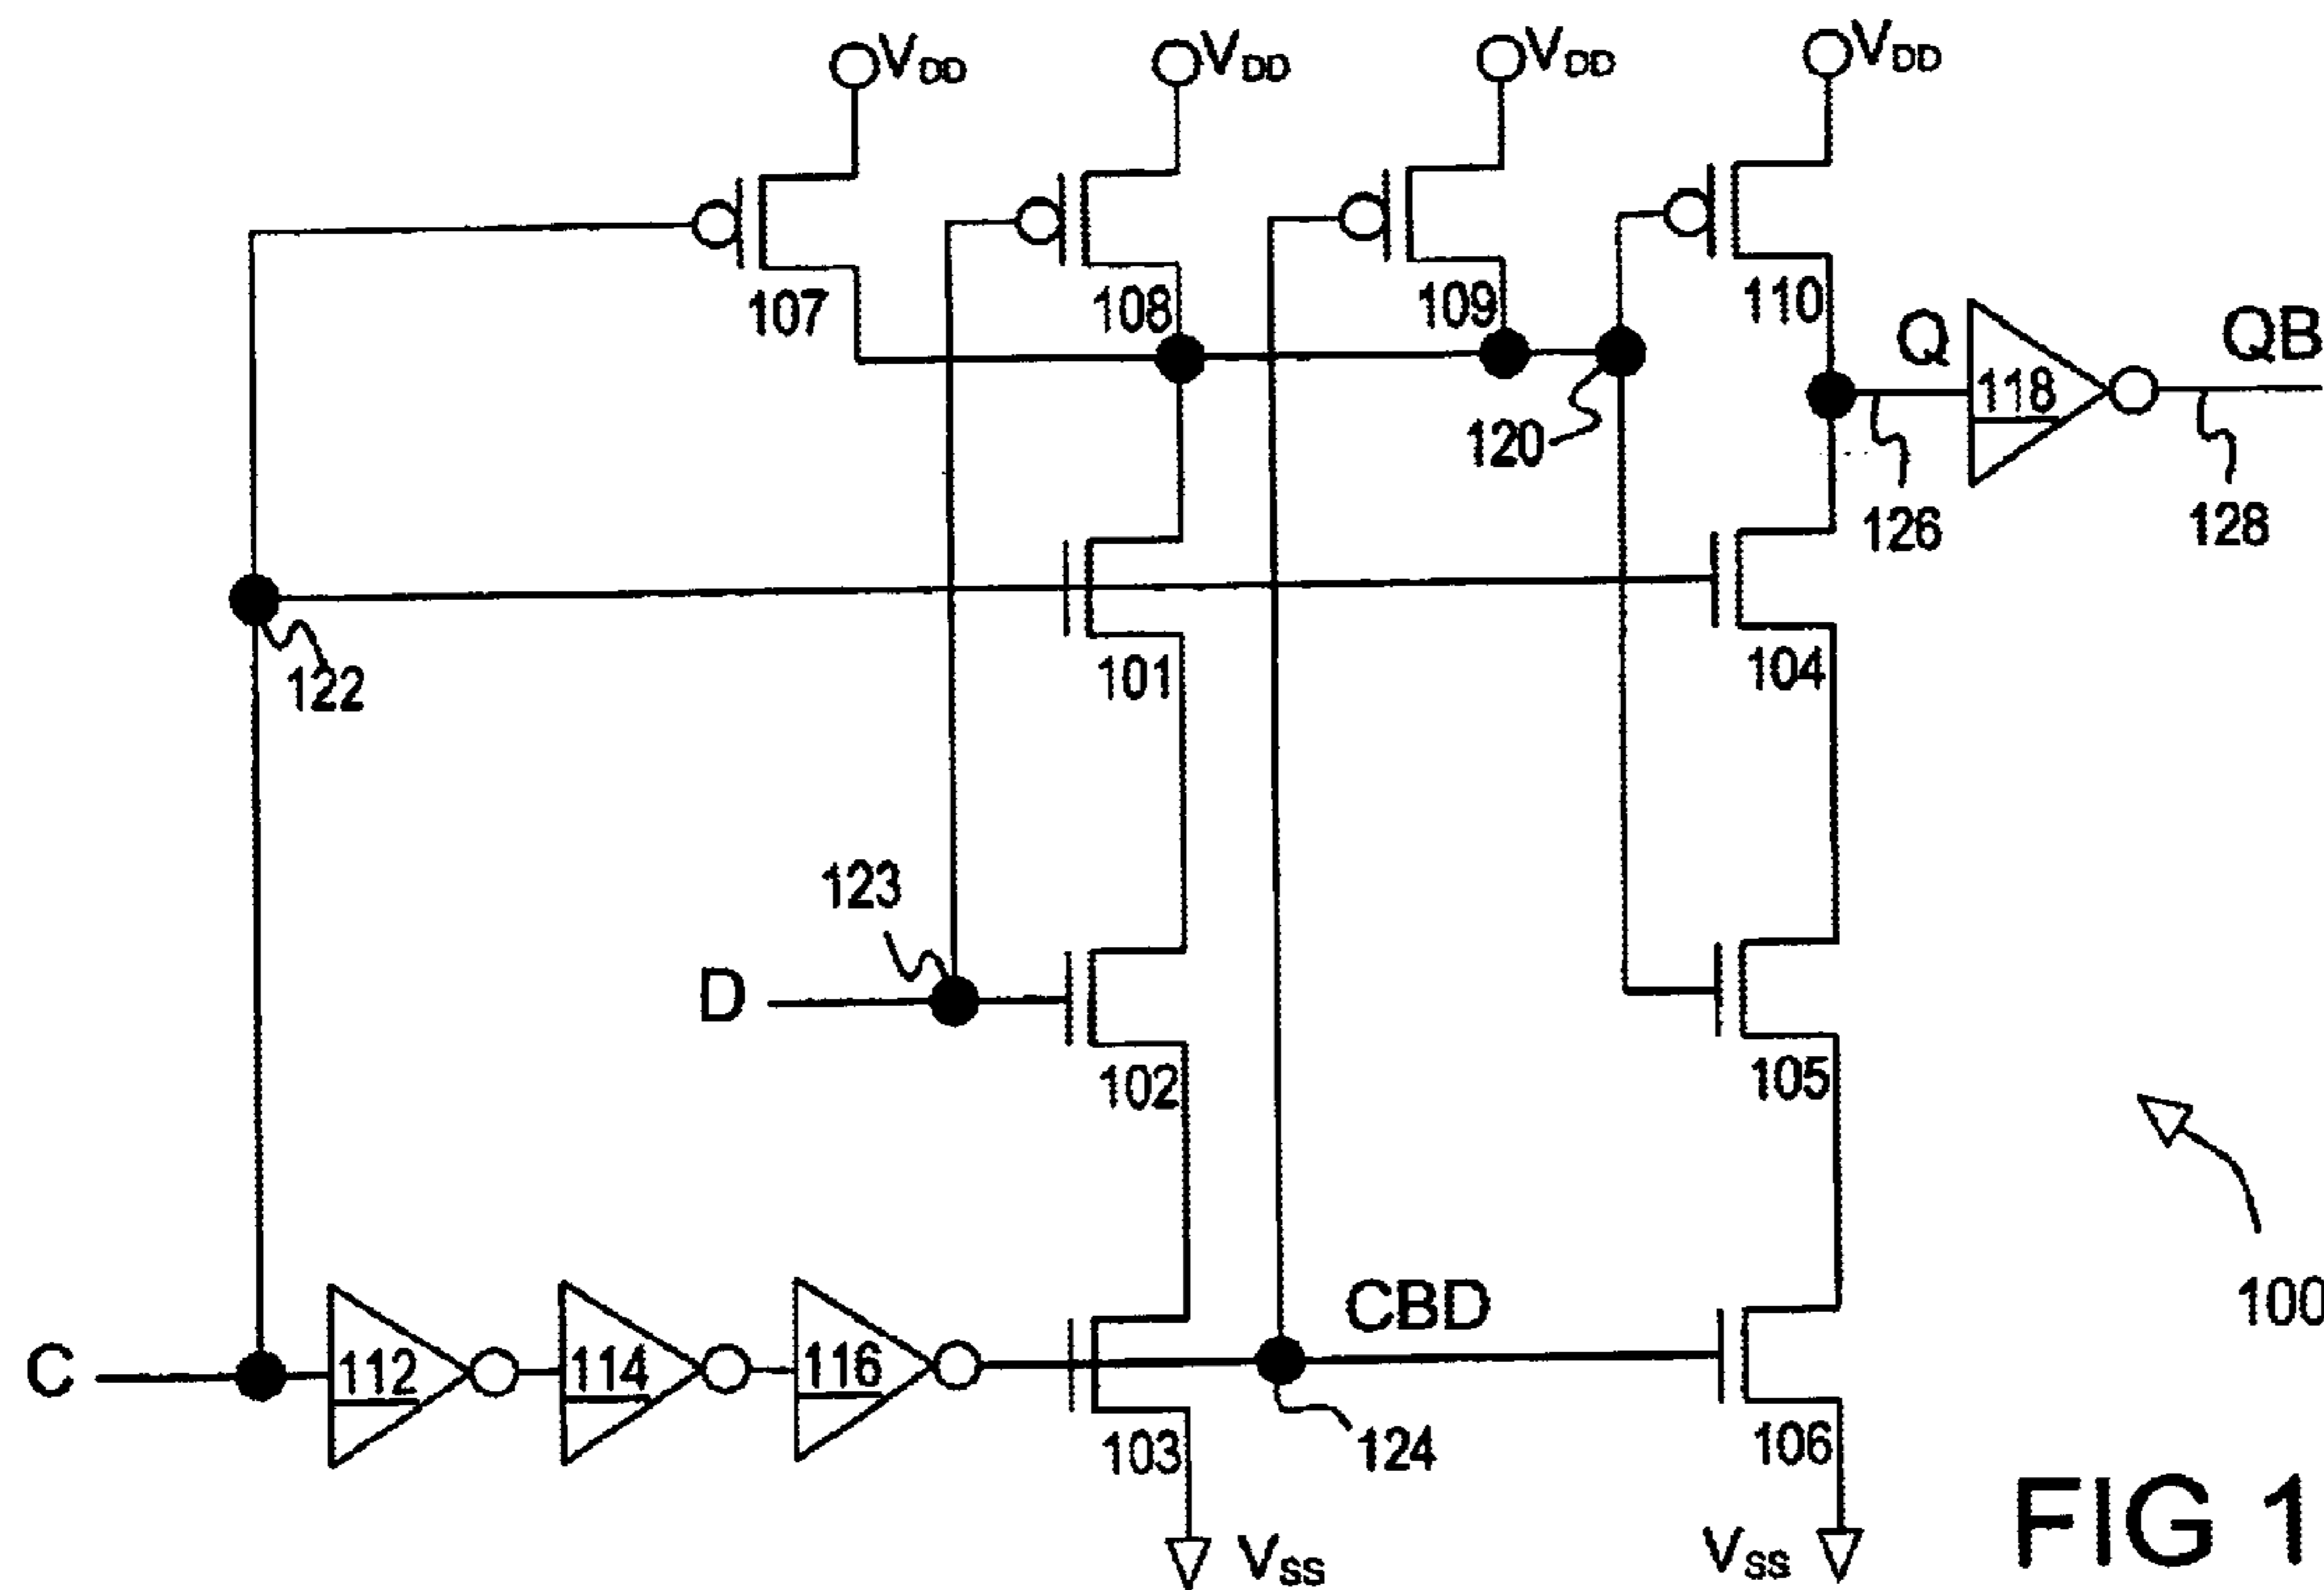 VDD VDD VDD VDD
107 108 109 110
Q 118 QB
120
126 128
122 101 104
123
D
102 105
100
C 112 114 116 CBD
103 124 106
VSS VSS
FIG 1